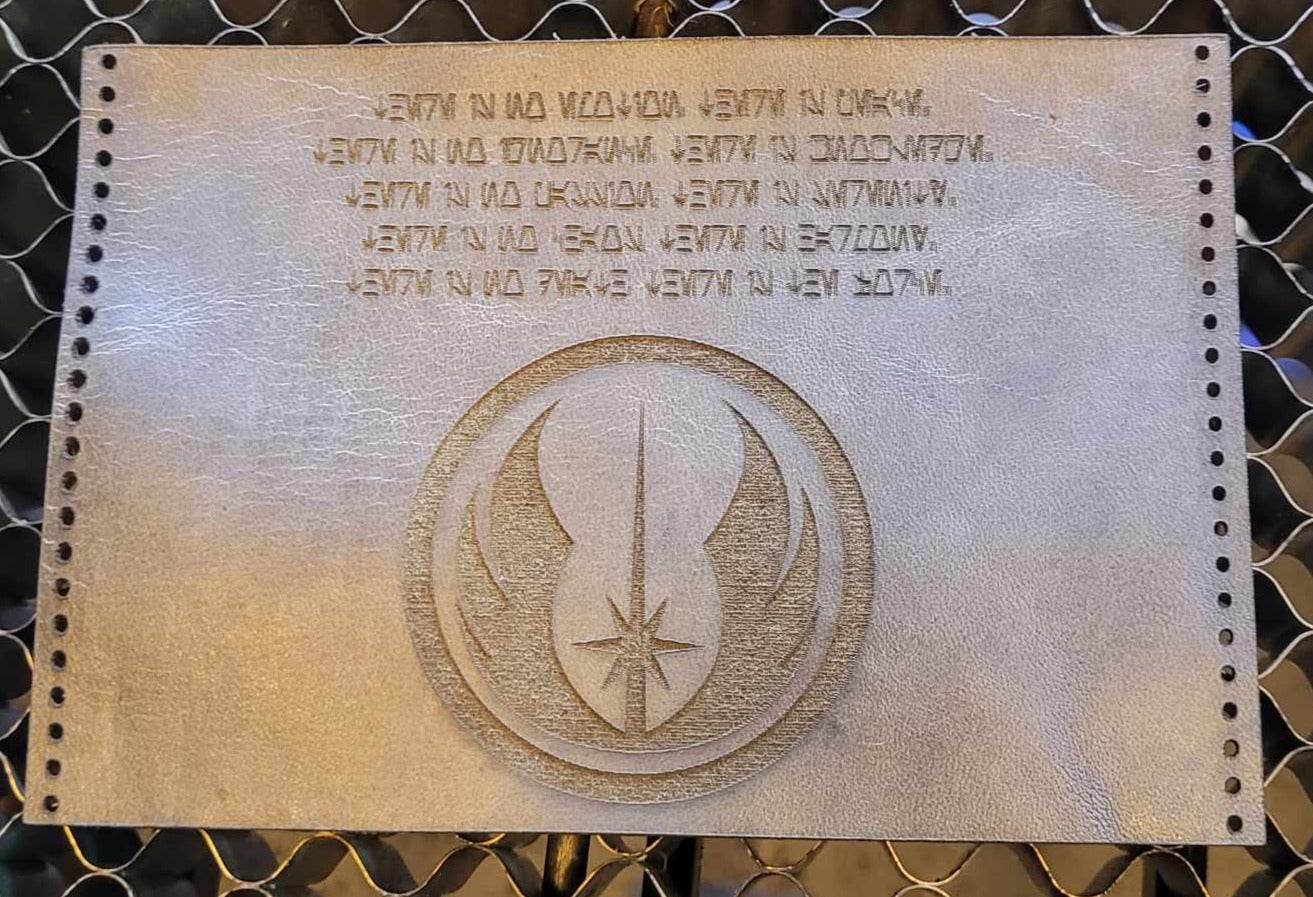 THERE IS NO EMOTION, THERE IS PEACE.
THERE IS NO IGNORANCE, THERE IS KNOWLEDGE.
THERE IS NO PASSION, THERE IS SERENITY.
THERE IS NO CHAOS, THERE IS HARMONY.
THERE IS NO DEATH, THERE IS THE FORCE.